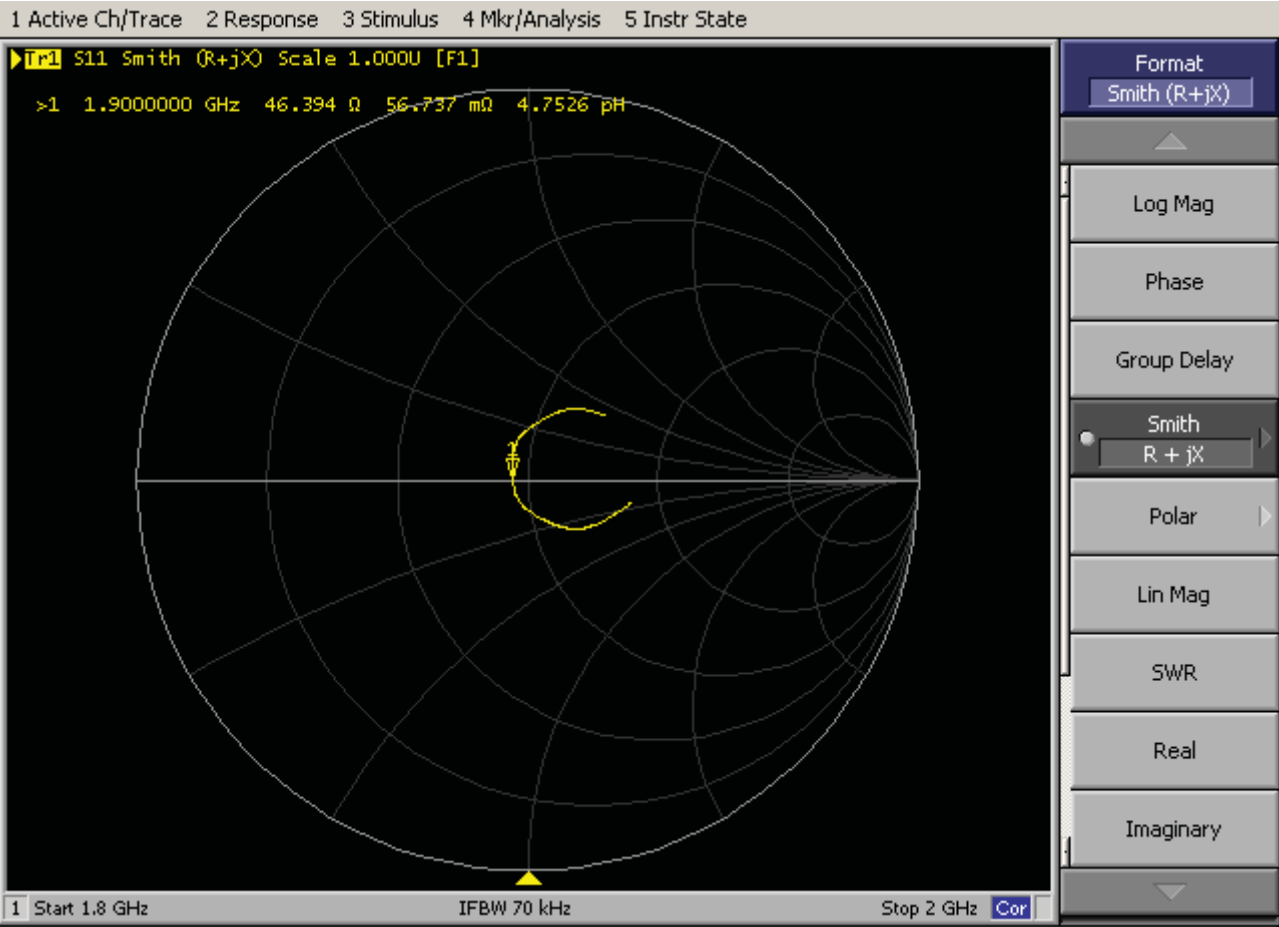 1 Active Ch/Trace 2 Response 3 Stimulus 4 Mkr/Analysis 5 Instr State
Tr1 S11 Smith (R+jX) Scale 1.000U [F1]
>1 1.9000000 GHz 46.394 Ω 56.737 mΩ 4.7526 pH
1
Format
Smith (R+jX)
Log Mag
Phase
Group Delay
Smith
R + jX
Polar
Lin Mag
SWR
Real
Imaginary
1 Start 1.8 GHz IFBW 70 kHz Stop 2 GHz Cor